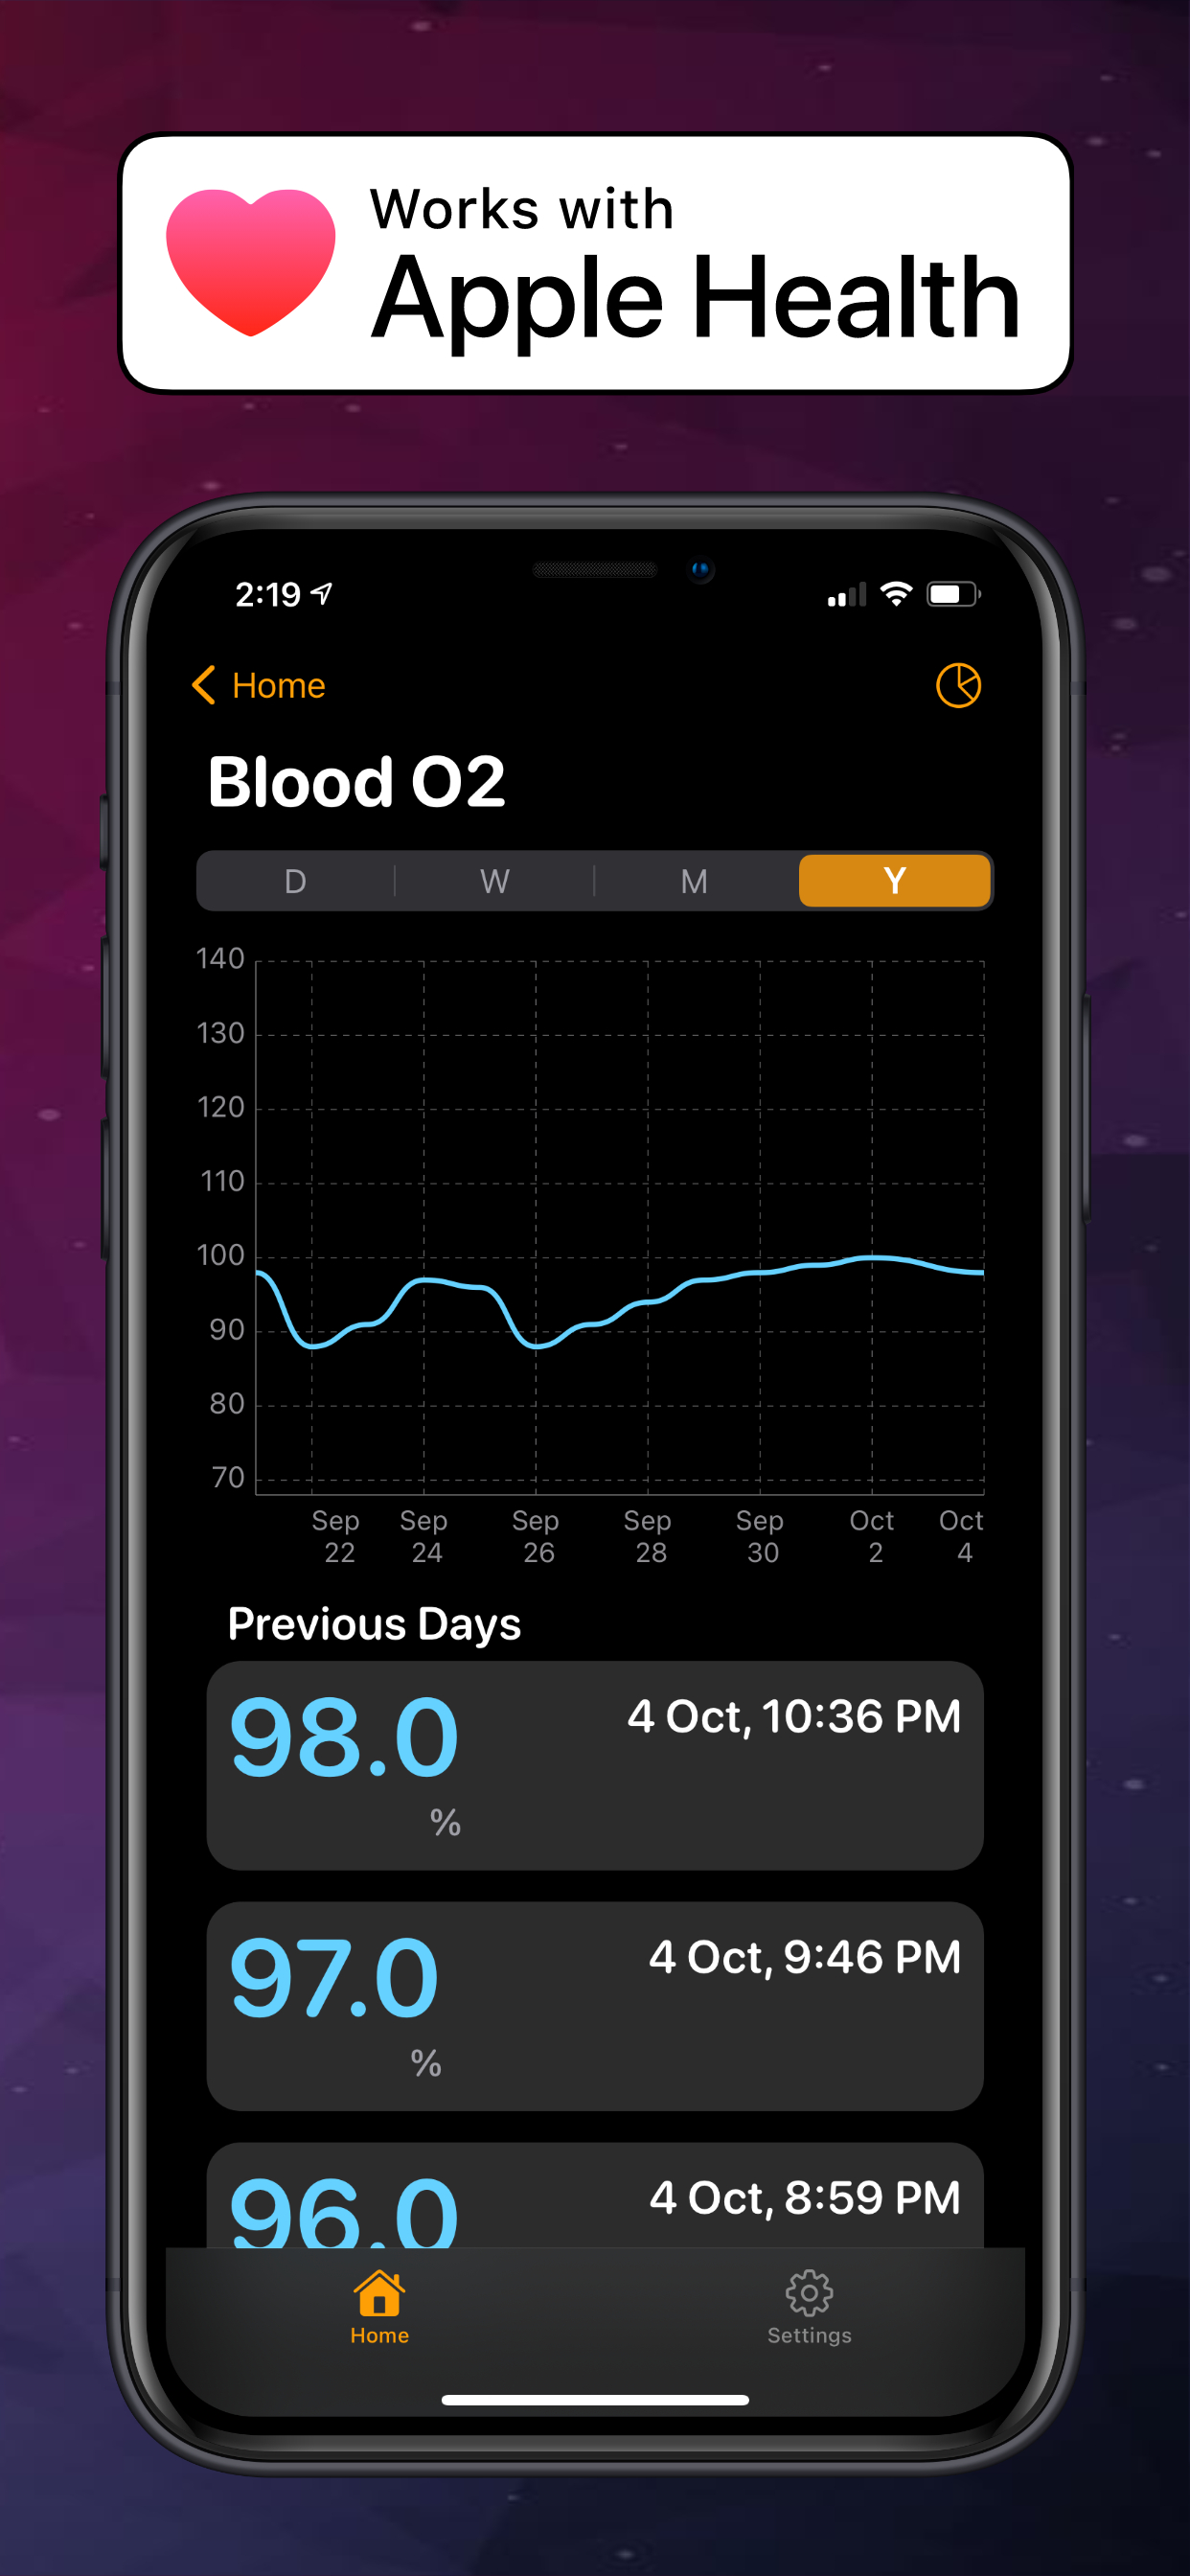 Works with
Apple Health
2:19
Home
Blood O2
D W M Y
140
130
120
110
100
90
80
70
Sep Sep Sep Sep Sep Oct Oct
22 24 26 28 30 2 4
Previous Days
98.0 4 Oct, 10:36 PM
%
97.0 4 Oct, 9:46 PM
%
96.0 4 Oct, 8:59 PM
Home Settings